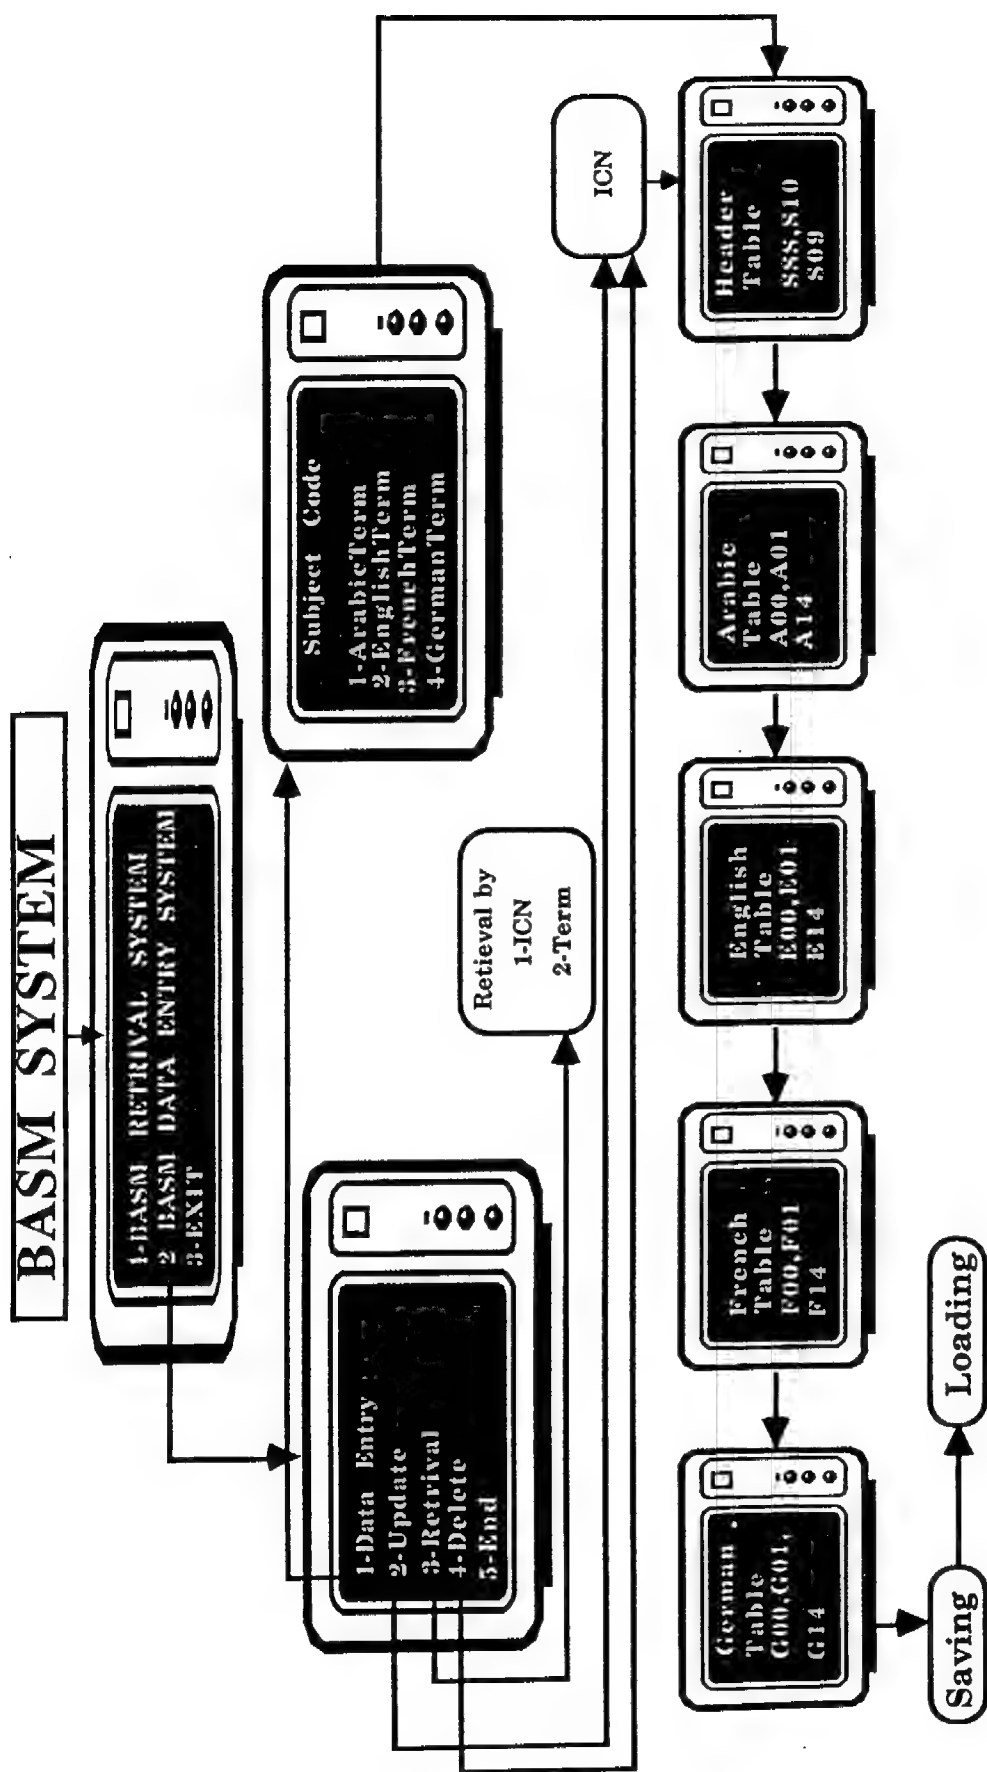 BASM SYSTEM
1-BASM RETRIVAL SYSTEM
2 BASM DATA ENTRY SYSTEM
3-EXIT
1-Data Entry
2-Update
3-Retrival
4-Delete
5-End
Subject Code
1-ArabicTerm
2-EnglishTerm
3-FrenchTerm
4-GermanTerm
Retrieval by
1-ICN
2-Term
ICN
German
Table
G00,G01,
G14
French
Table
F00,F01
F14
English
Table
E00,E01
E14
Arabic
Table
A00,A01
A14
Header
Table
SSS,S10
S09
Saving
Loading